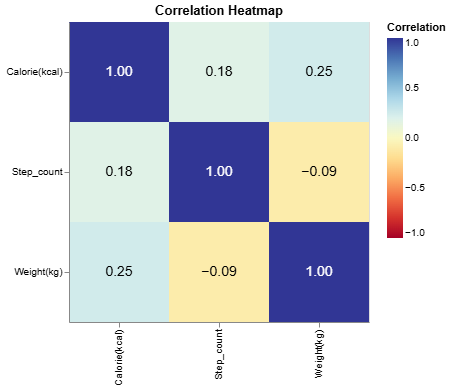 Correlation Heatmap
Correlation
Calorie(kcal)
1.00
0.18
0.25
1.0
0.5
0.0
−0.5
−1.0
Step_count
0.18
1.00
−0.09
Weight(kg)
0.25
−0.09
1.00
Calorie(kcal)
Step_count
Weight(kg)